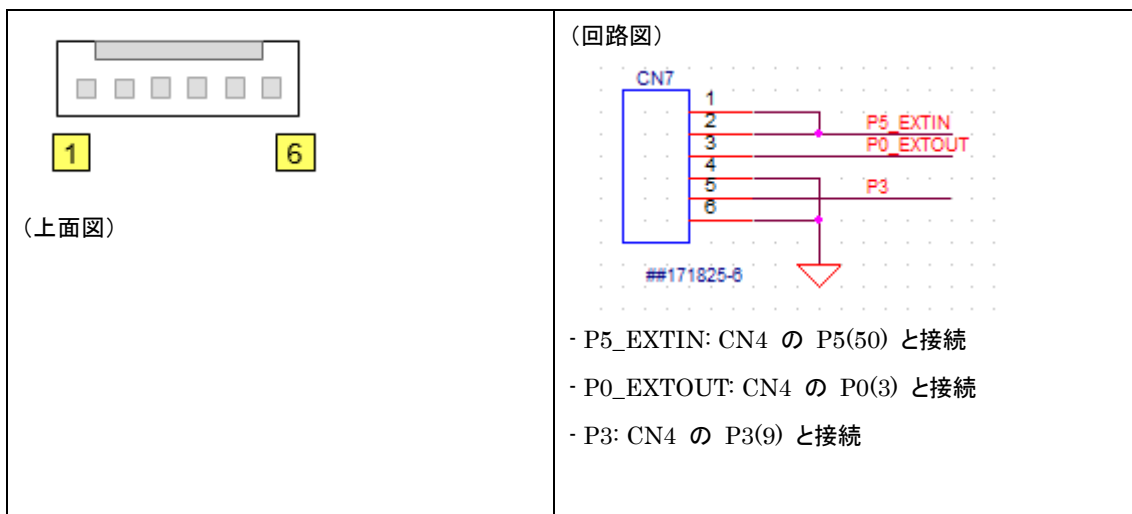 1
6
（上面図）
（回路図）
CN7
1
2
3
4
5
6
P5_EXTIN
P0_EXTOUT
P3
##171825-6
- P5_EXTIN: CN4 の P5(50) と接続
- P0_EXTOUT: CN4 の P0(3) と接続
- P3: CN4 の P3(9) と接続